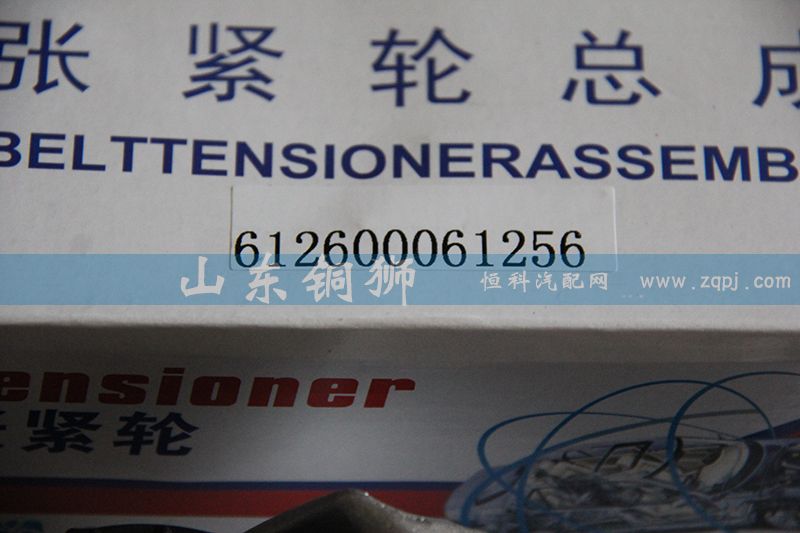 张紧轮总成
BELTTENSIONERASSEMB
612600061256
山东铜狮 恒科汽配网 www.zqpj.com
ensioner
张紧轮